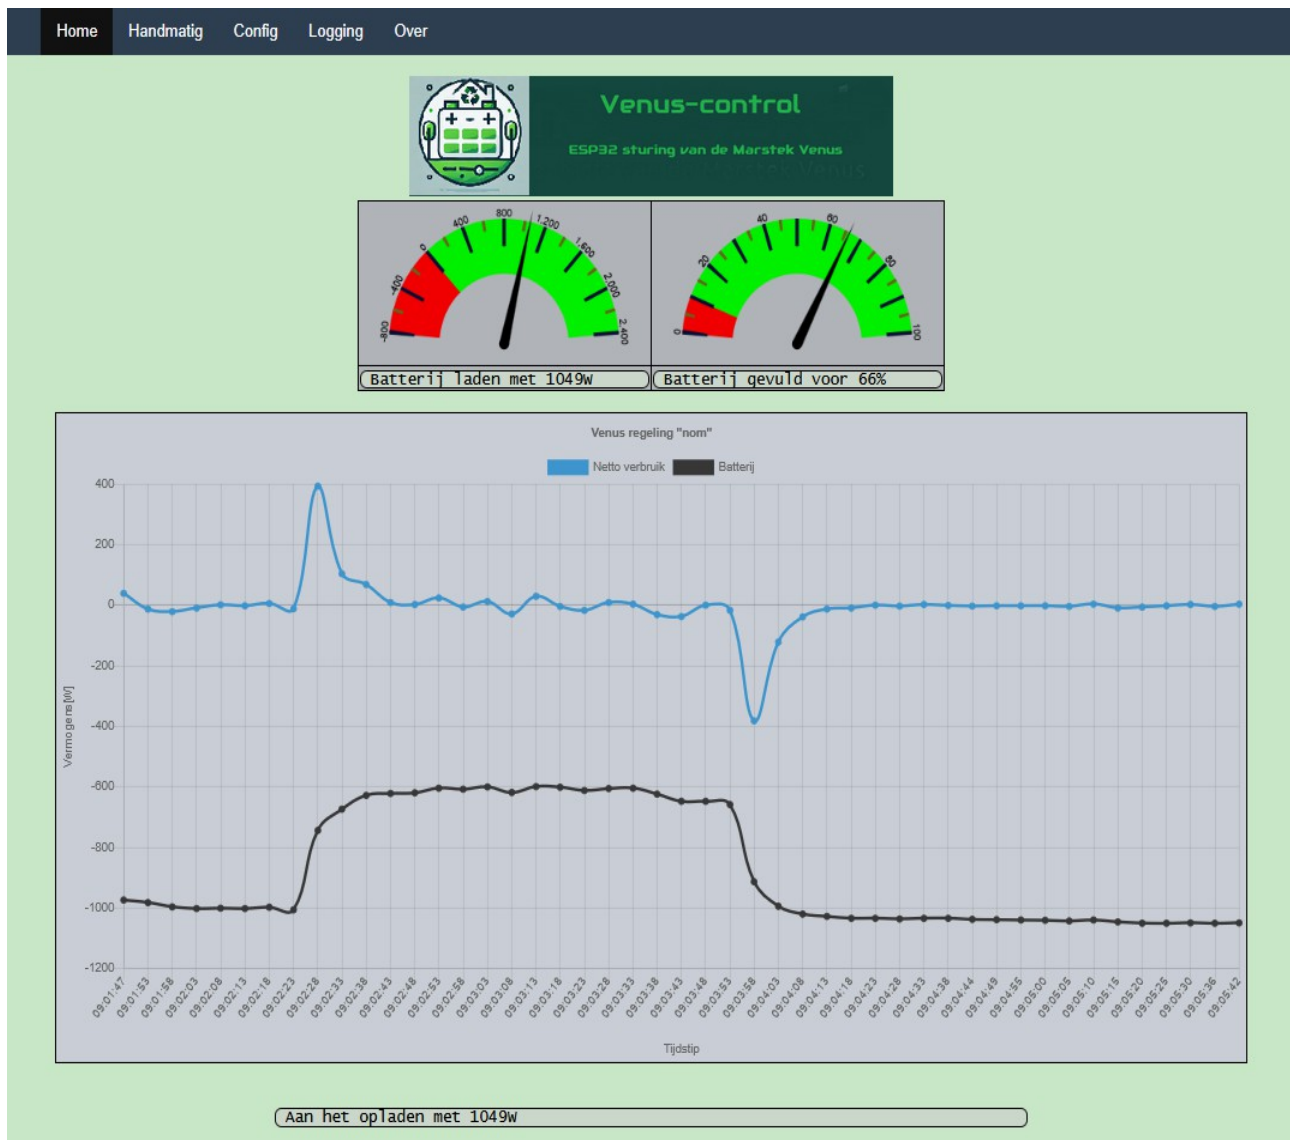 Home Handmatig Config Logging Over
Venus-control
ESP32 sturing van de Marstek Venus
-800 -400 0 400 800 1,200 1,600 2,000 2,400
0 20 40 60 80 100
Batterij laden met 1049W
Batterij gevuld voor 66%
Venus regeling "nom"
Netto verbruik Batterij
400
200
0
-200
-400
-600
-800
-1000
-1200
Vermogens[W]
09:01:47 09:01:53 09:01:58 09:02:03 09:02:08 09:02:13 09:02:18 09:02:23 09:02:28 09:02:33 09:02:38 09:02:43 09:02:48 09:02:53 09:02:58 09:03:03 09:03:08 09:03:13 09:03:18 09:03:23 09:03:28 09:03:33 09:03:38 09:03:43 09:03:48 09:03:53 09:03:58 09:04:03 09:04:08 09:04:13 09:04:18 09:04:23 09:04:28 09:04:33 09:04:38 09:04:44 09:04:49 09:04:55 09:05:00 09:05:05 09:05:10 09:05:15 09:05:20 09:05:25 09:05:30 09:05:36 09:05:42
Tijdstip
Aan het opladen met 1049W